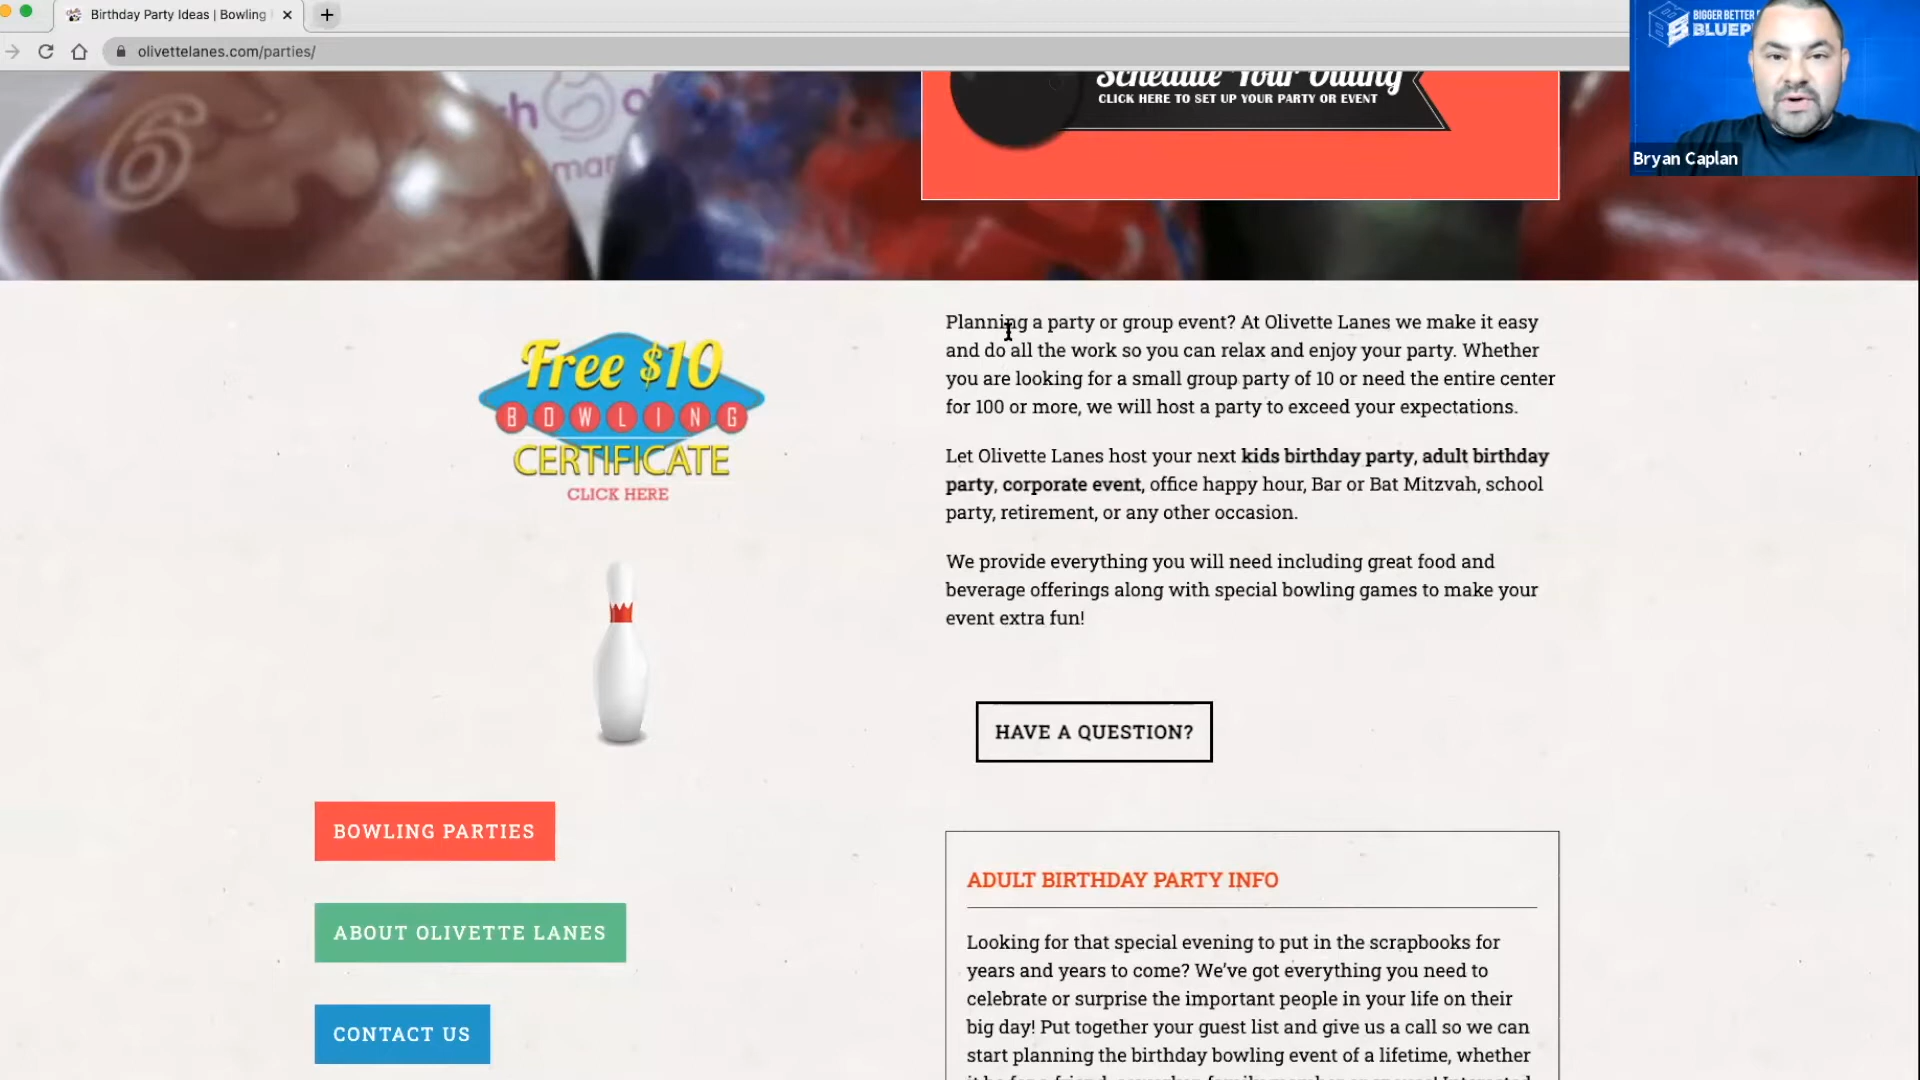 Birthday Party Ideas | Bowling
olivettelanes.com/parties/
BIGGER BETTER
Bryan Caplan
6
Schedule Your Outing
CLICK HERE TO SET UP YOUR PARTY OR EVENT
Free $10
BOWLING
CERTIFICATE
CLICK HERE
Planning a party or group event? At Olivette Lanes we make it easy
and do all the work so you can relax and enjoy your party. Whether
you are looking for a small group party of 10 or need the entire center
for 100 or more, we will host a party to exceed your expectations.
Let Olivette Lanes host your next kids birthday party, adult birthday
party, corporate event, office happy hour, Bar or Bat Mitzvah, school
party, retirement, or any other occasion.
We provide everything you will need including great food and
beverage offerings along with special bowling games to make your
event extra fun!
HAVE A QUESTION?
BOWLING PARTIES
ABOUT OLIVETTE LANES
CONTACT US
ADULT BIRTHDAY PARTY INFO
Looking for that special evening to put in the scrapbooks for
years and years to come? We've got everything you need to
celebrate or surprise the important people in your life on their
big day! Put together your guest list and give us a call so we can
start planning the birthday bowling event of a lifetime, whether